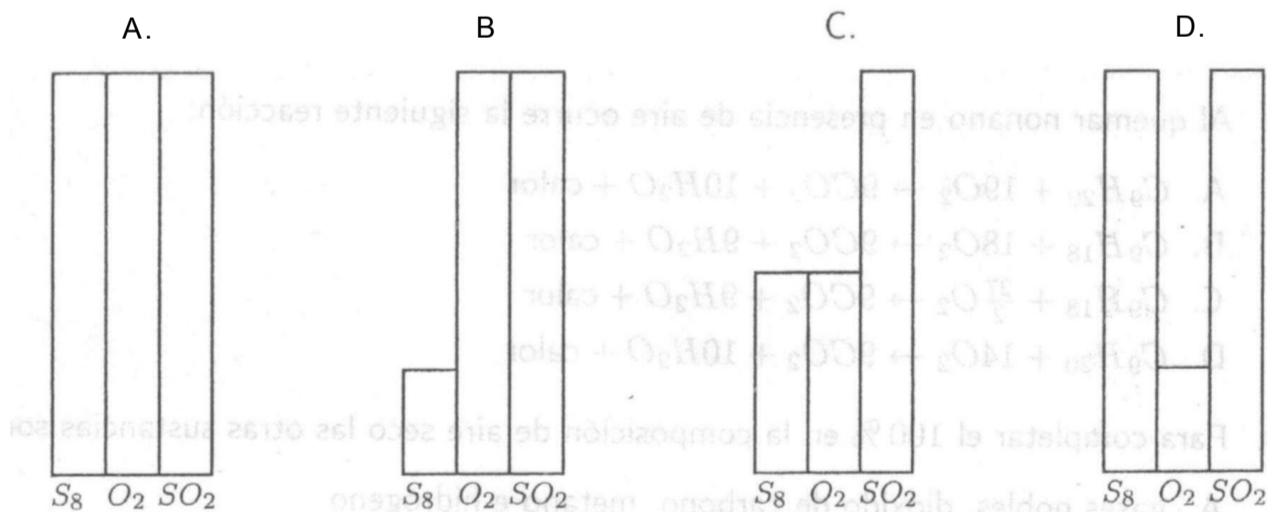 A. B C. D.
Al quemar nonano en presencia de aire ocurre la siguiente reacción:
A. C₉H₂₀ + 19O₂ → 9CO₂ + 10H₂O + calor
B. C₉H₁₈ + 18O₂ → 9CO₂ + 9H₂O + calor
C. C₉H₁₈ + 27/2 O₂ → 9CO₂ + 9H₂O + calor
D. C₉H₂₀ + 14O₂ → 9CO₂ + 10H₂O + calor
Para completar el 100 % en la composición de aire seco las otras sustancias
S₈ O₂ SO₂ S₈ O₂ SO₂ S₈ O₂ SO₂ S₈ O₂ SO₂
A. gases nobles, dióxido de carbono, metano e hidrógeno